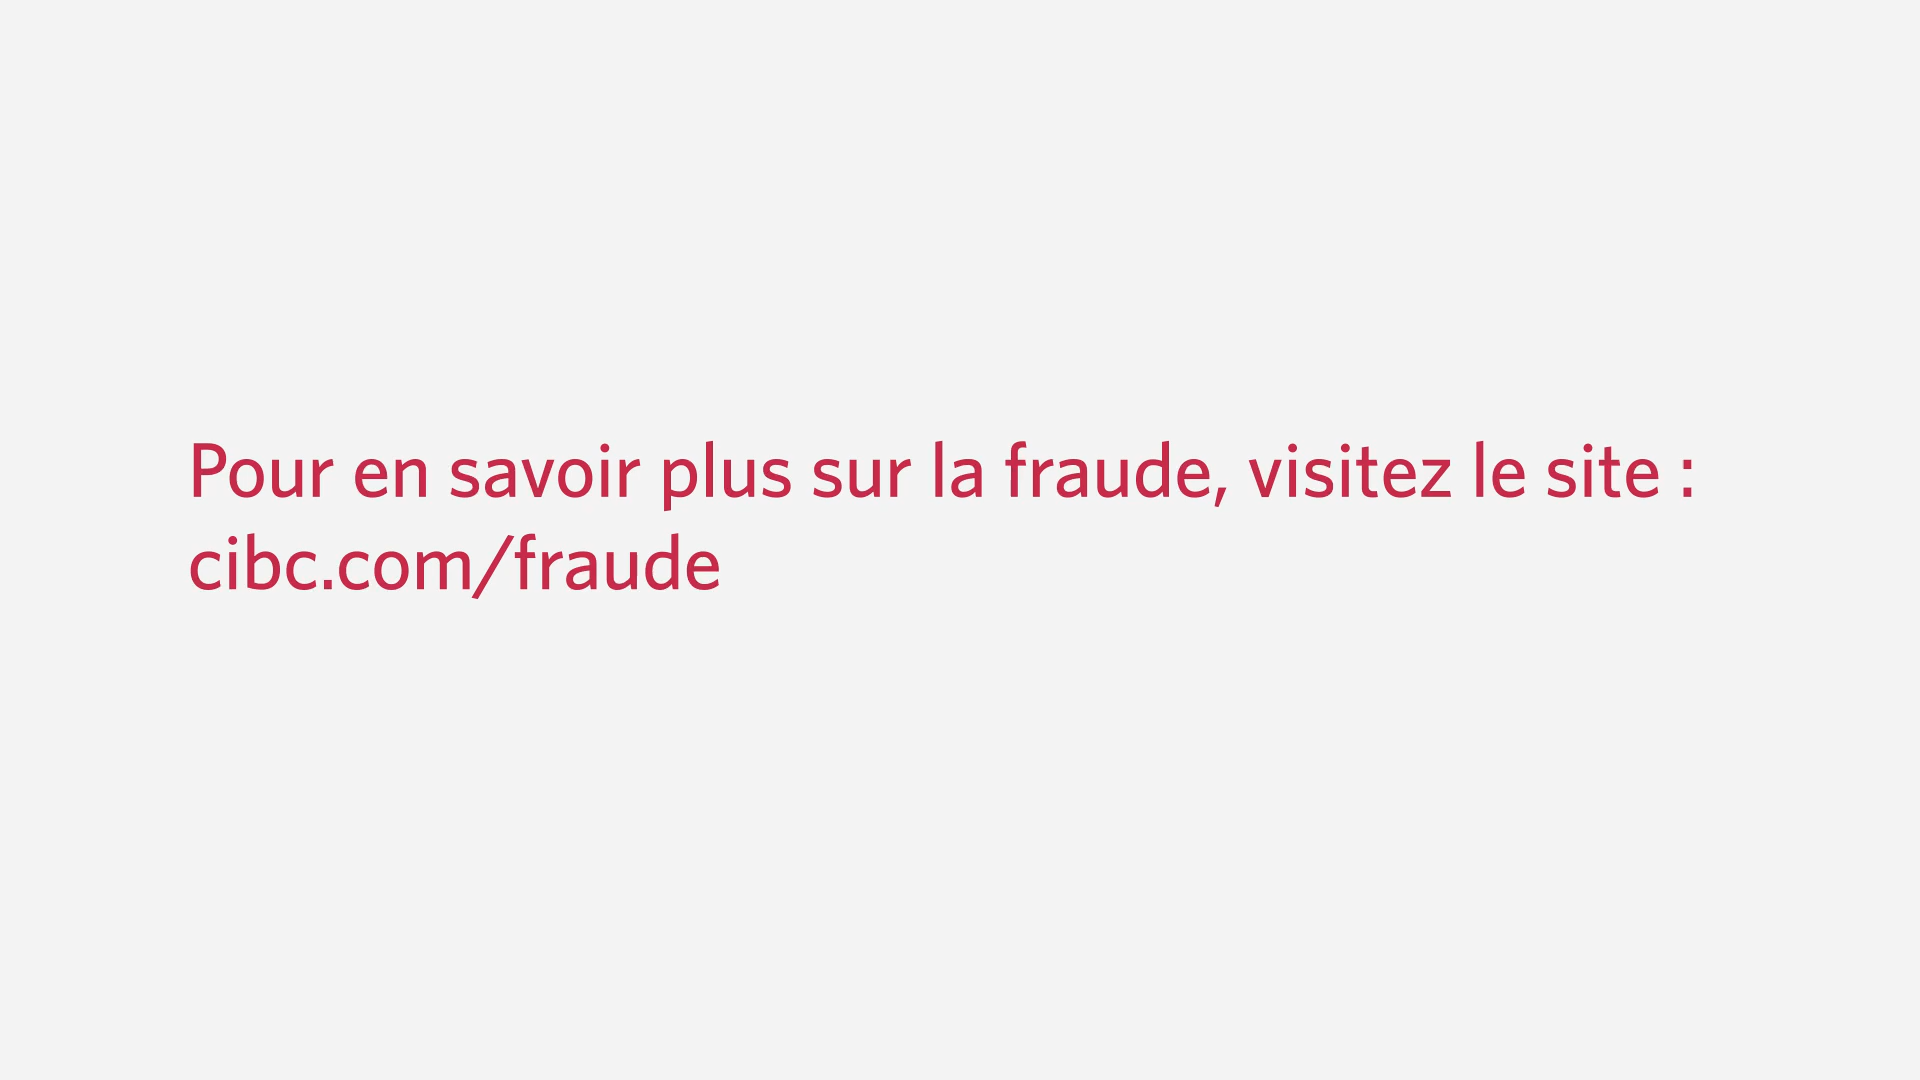 Pour en savoir plus sur la fraude, visitez le site :
cibc.com/fraude